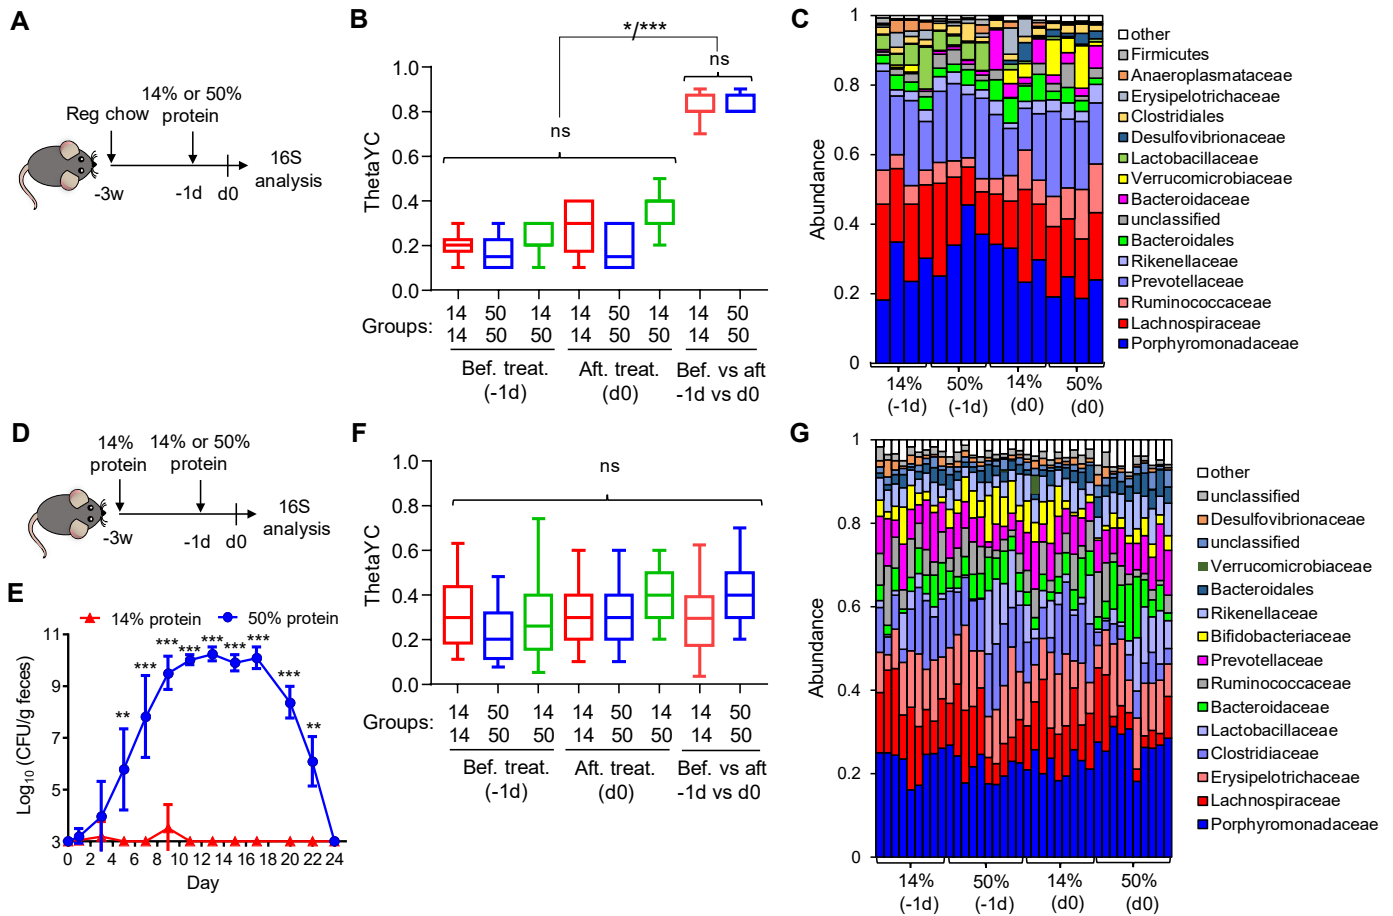 A
Reg chow
14% or 50%
protein
-3w
-1d
d0
16S
analysis
B
ThetaYC
1.0
0.8
0.6
0.4
0.2
0.0
*/***
ns
ns
Groups:
14 50 14 14 50 14 14 50
14 50 50 14 50 50 14 50
Bef. treat.
(-1d)
Aft. treat.
(d0)
Bef. vs aft
-1d vs d0
C
Abundance
1
0.8
0.6
0.4
0.2
0
14%
(-1d)
50%
(-1d)
14%
(d0)
50%
(d0)
other
Firmicutes
Anaeroplasmataceae
Erysipelotrichaceae
Clostridiales
Desulfovibrionaceae
Lactobacillaceae
Verrucomicrobiaceae
Bacteroidaceae
unclassified
Bacteroidales
Rikenellaceae
Prevotellaceae
Ruminococcaceae
Lachnospiraceae
Porphyromonadaceae
D
14%
protein
14% or 50%
protein
-3w
-1d
d0
16S
analysis
E
14% protein
50% protein
Log10 (CFU/g feces)
11
9
7
5
3
** *** *** *** *** *** *** *** **
0 2 4 6 8 10 12 14 16 18 20 22 24
Day
F
ThetaYC
1.0
0.8
0.6
0.4
0.2
0.0
ns
Groups:
14 50 14 14 50 14 14 50
14 50 50 14 50 50 14 50
Bef. treat.
(-1d)
Aft. treat.
(d0)
Bef. vs aft
-1d vs d0
G
Abundance
1
0.8
0.6
0.4
0.2
0
14%
(-1d)
50%
(-1d)
14%
(d0)
50%
(d0)
other
unclassified
Desulfovibrionaceae
unclassified
Verrucomicrobiaceae
Bacteroidales
Rikenellaceae
Bifidobacteriaceae
Prevotellaceae
Ruminococcaceae
Bacteroidaceae
Lactobacillaceae
Clostridiaceae
Erysipelotrichaceae
Lachnospiraceae
Porphyromonadaceae